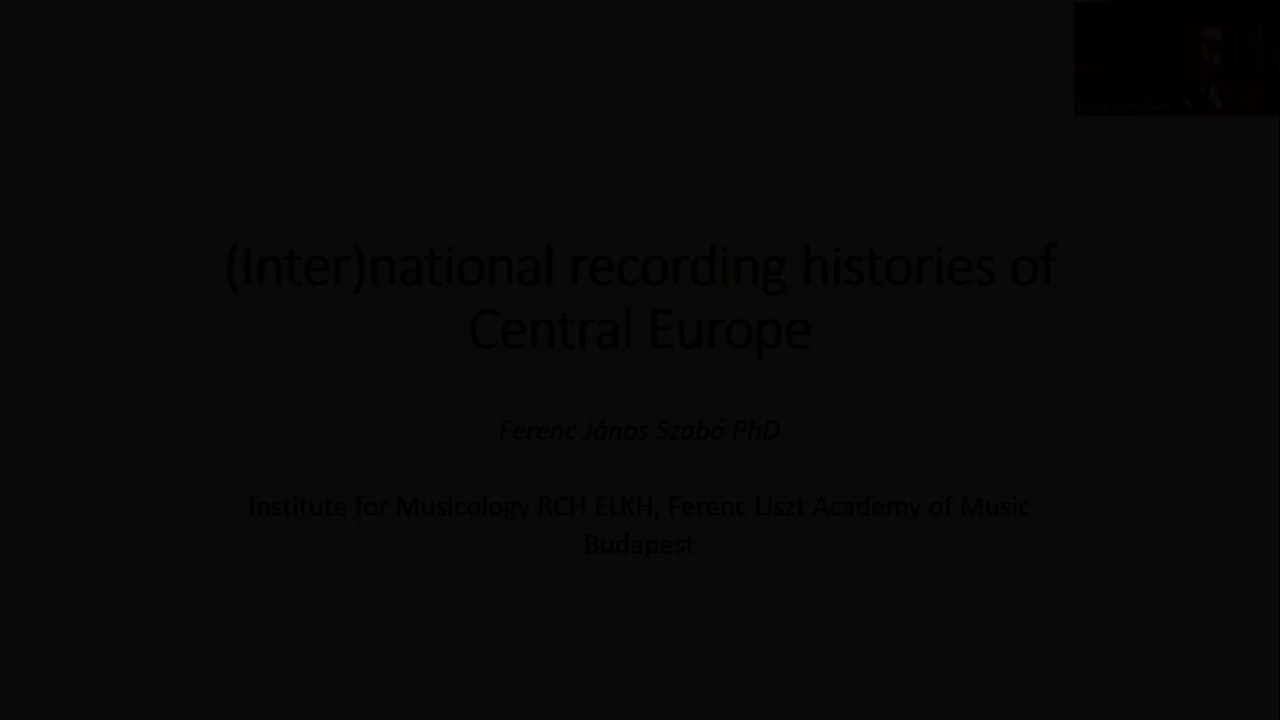 (Inter)national recording histories of
Central Europe
Ferenc János Szabó PhD
Institute for Musicology RCH ELKH, Ferenc Liszt Academy of Music
Budapest